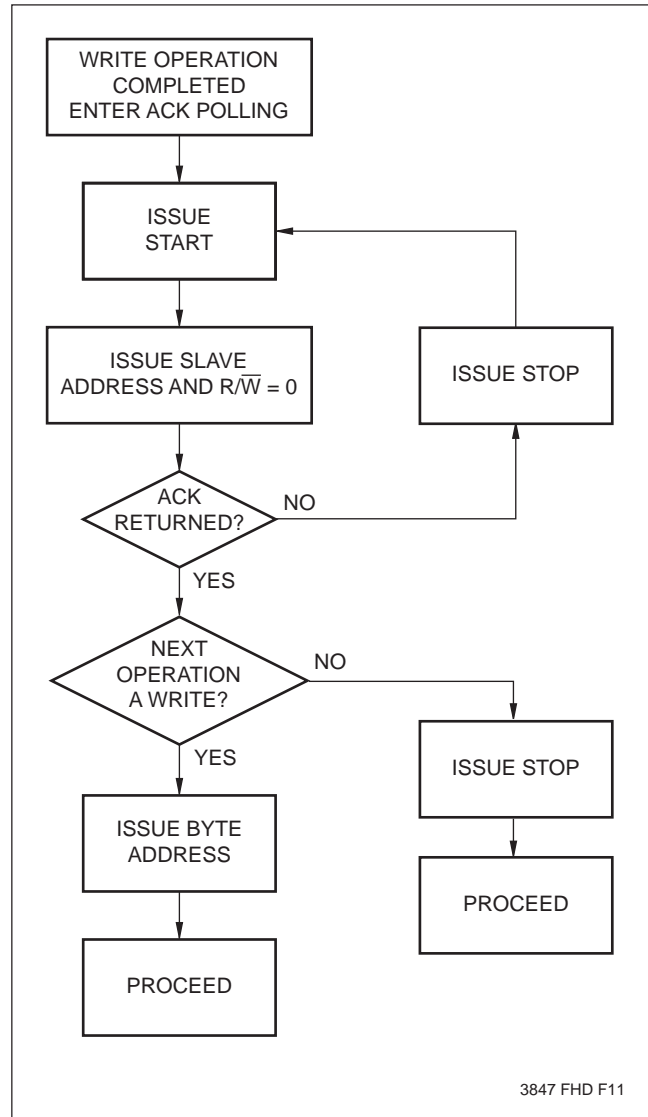 WRITE OPERATION
COMPLETED
ENTER ACK POLLING
ISSUE
START
ISSUE SLAVE
ADDRESS AND R/W̅ = 0
ISSUE STOP
ACK
RETURNED?
NO
YES
NEXT
OPERATION
A WRITE?
NO
YES
ISSUE STOP
ISSUE BYTE
ADDRESS
PROCEED
PROCEED
3847 FHD F11